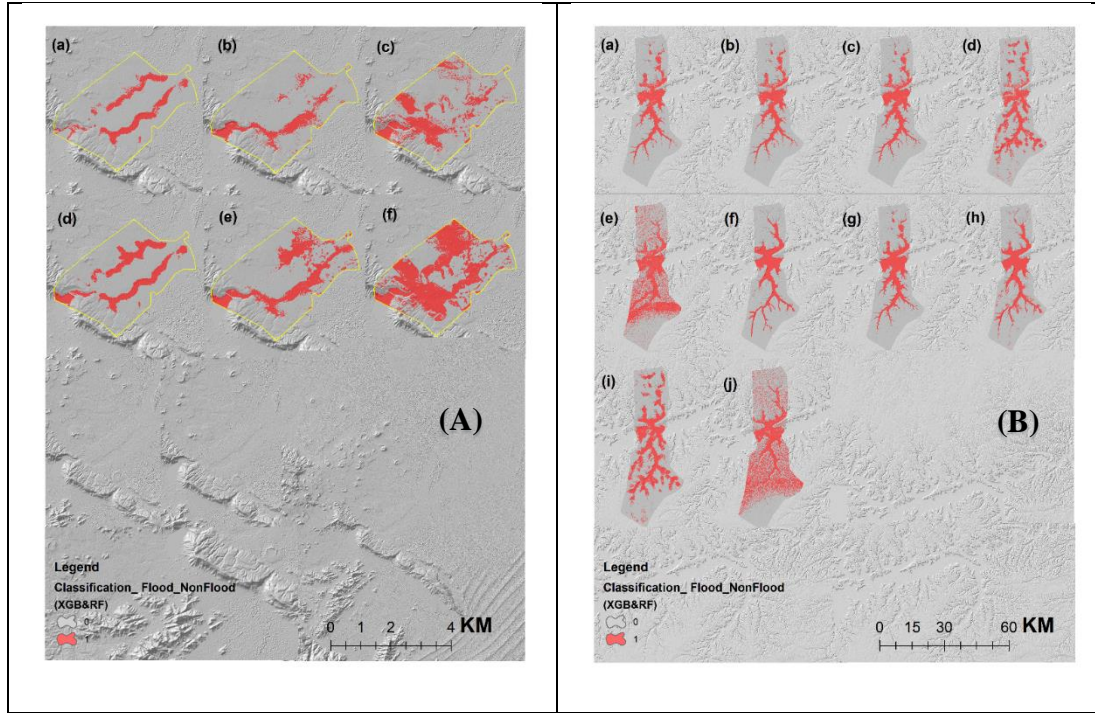 (a) (b) (c)
(d) (e) (f)
(A)
Legend
Classification_ Flood_NonFlood
(XGB&RF)
0
1
0 1 2 4 KM
(a) (b) (c) (d)
(e) (f) (g) (h)
(i) (j)
(B)
Legend
Classification_ Flood_NonFlood
(XGB&RF)
0
1
0 15 30 60 KM